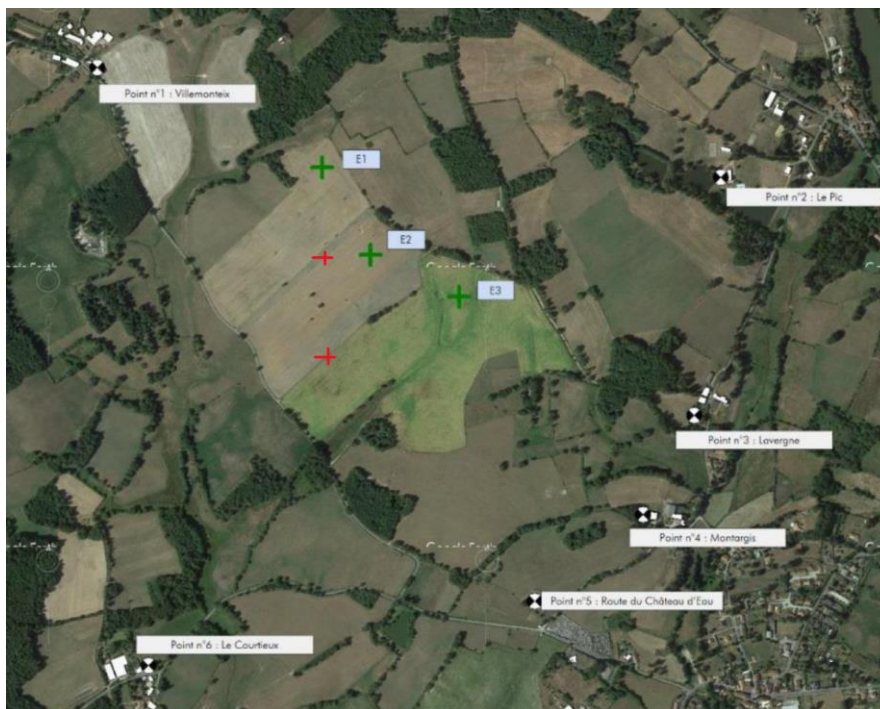 Point n°1 : Villemonteix
E1
Point n°2 : Le Pic
E2
E3
Point n°3 : Lavergne
Point n°4 : Montargis
Point n°5 : Route du Château d'Eau
Point n°6 : Le Courtieux